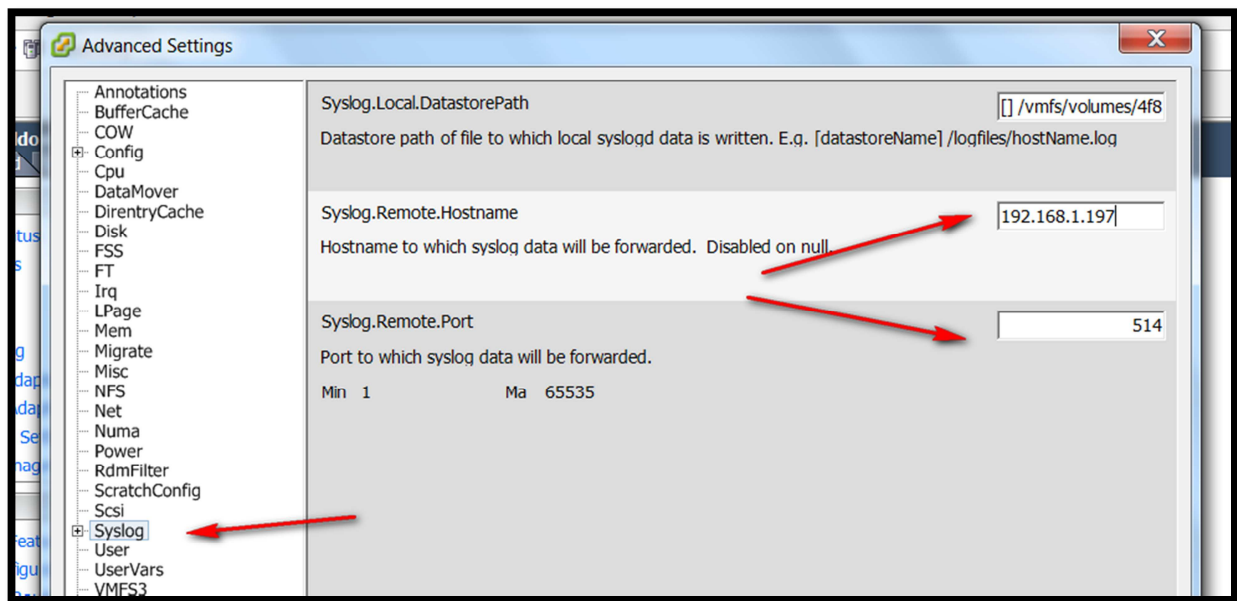 Advanced Settings
X
Annotations
BufferCache
COW
Config
Cpu
DataMover
DirentryCache
Disk
FSS
FT
Irq
LPage
Mem
Migrate
Misc
NFS
Net
Numa
Power
RdmFilter
ScratchConfig
Scsi
Syslog
User
UserVars
VMFS3
Syslog.Local.DatastorePath
[] /vmfs/volumes/4f8
Datastore path of file to which local syslogd data is written. E.g. [datastoreName] /logfiles/hostName.log
Syslog.Remote.Hostname
192.168.1.197
Hostname to which syslog data will be forwarded. Disabled on null.
Syslog.Remote.Port
514
Port to which syslog data will be forwarded.
Min 1 Ma 65535